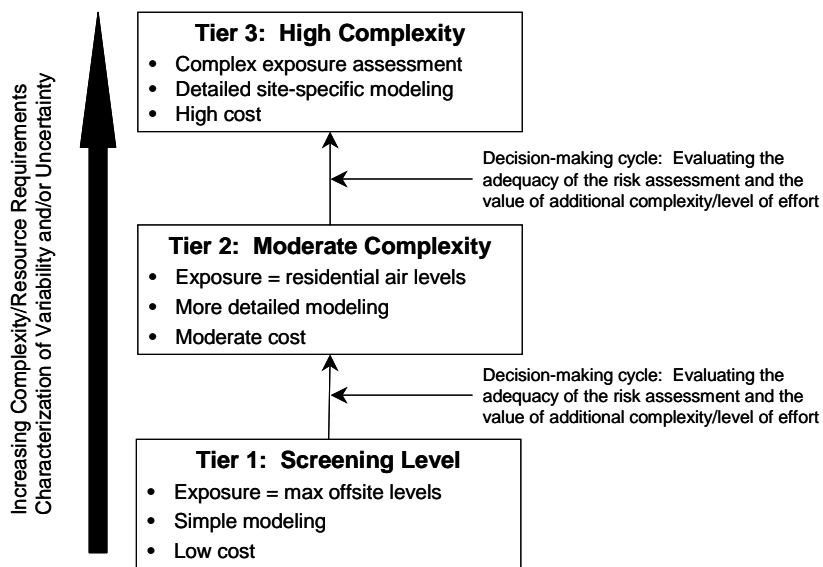 Tier 3: High Complexity
• Complex exposure assessment
• Detailed site-specific modeling
• High cost
Decision-making cycle: Evaluating the
adequacy of the risk assessment and the
value of additional complexity/level of effort
Tier 2: Moderate Complexity
• Exposure = residential air levels
• More detailed modeling
• Moderate cost
Decision-making cycle: Evaluating the
adequacy of the risk assessment and the
value of additional complexity/level of effort
Tier 1: Screening Level
• Exposure = max offsite levels
• Simple modeling
• Low cost
Increasing Complexity/Resource Requirements
Characterization of Variability and/or Uncertainty